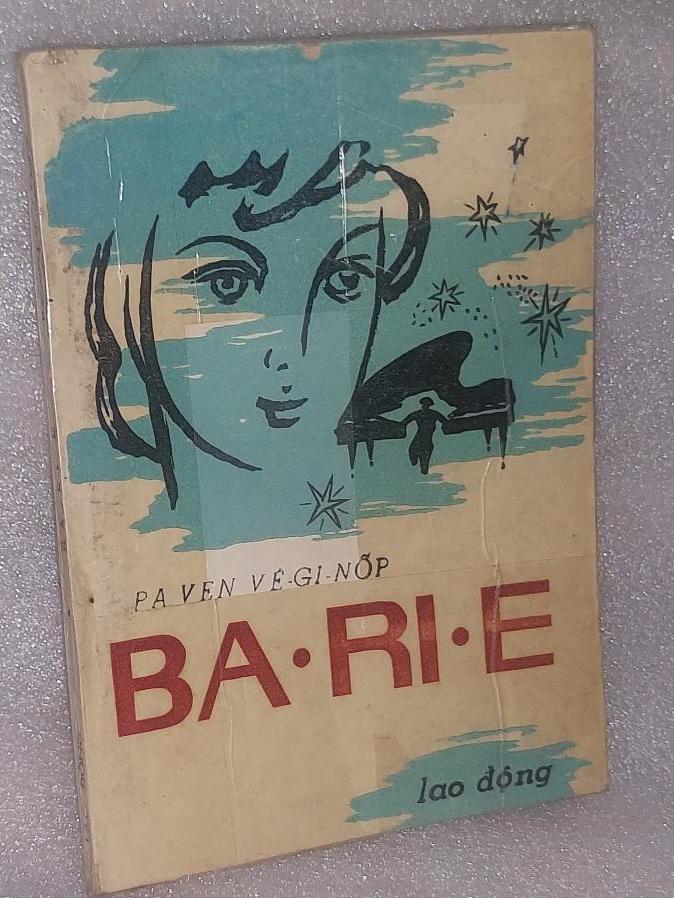 PA VEN VÊ-GI-NỐP
BA·RI·E
lao động